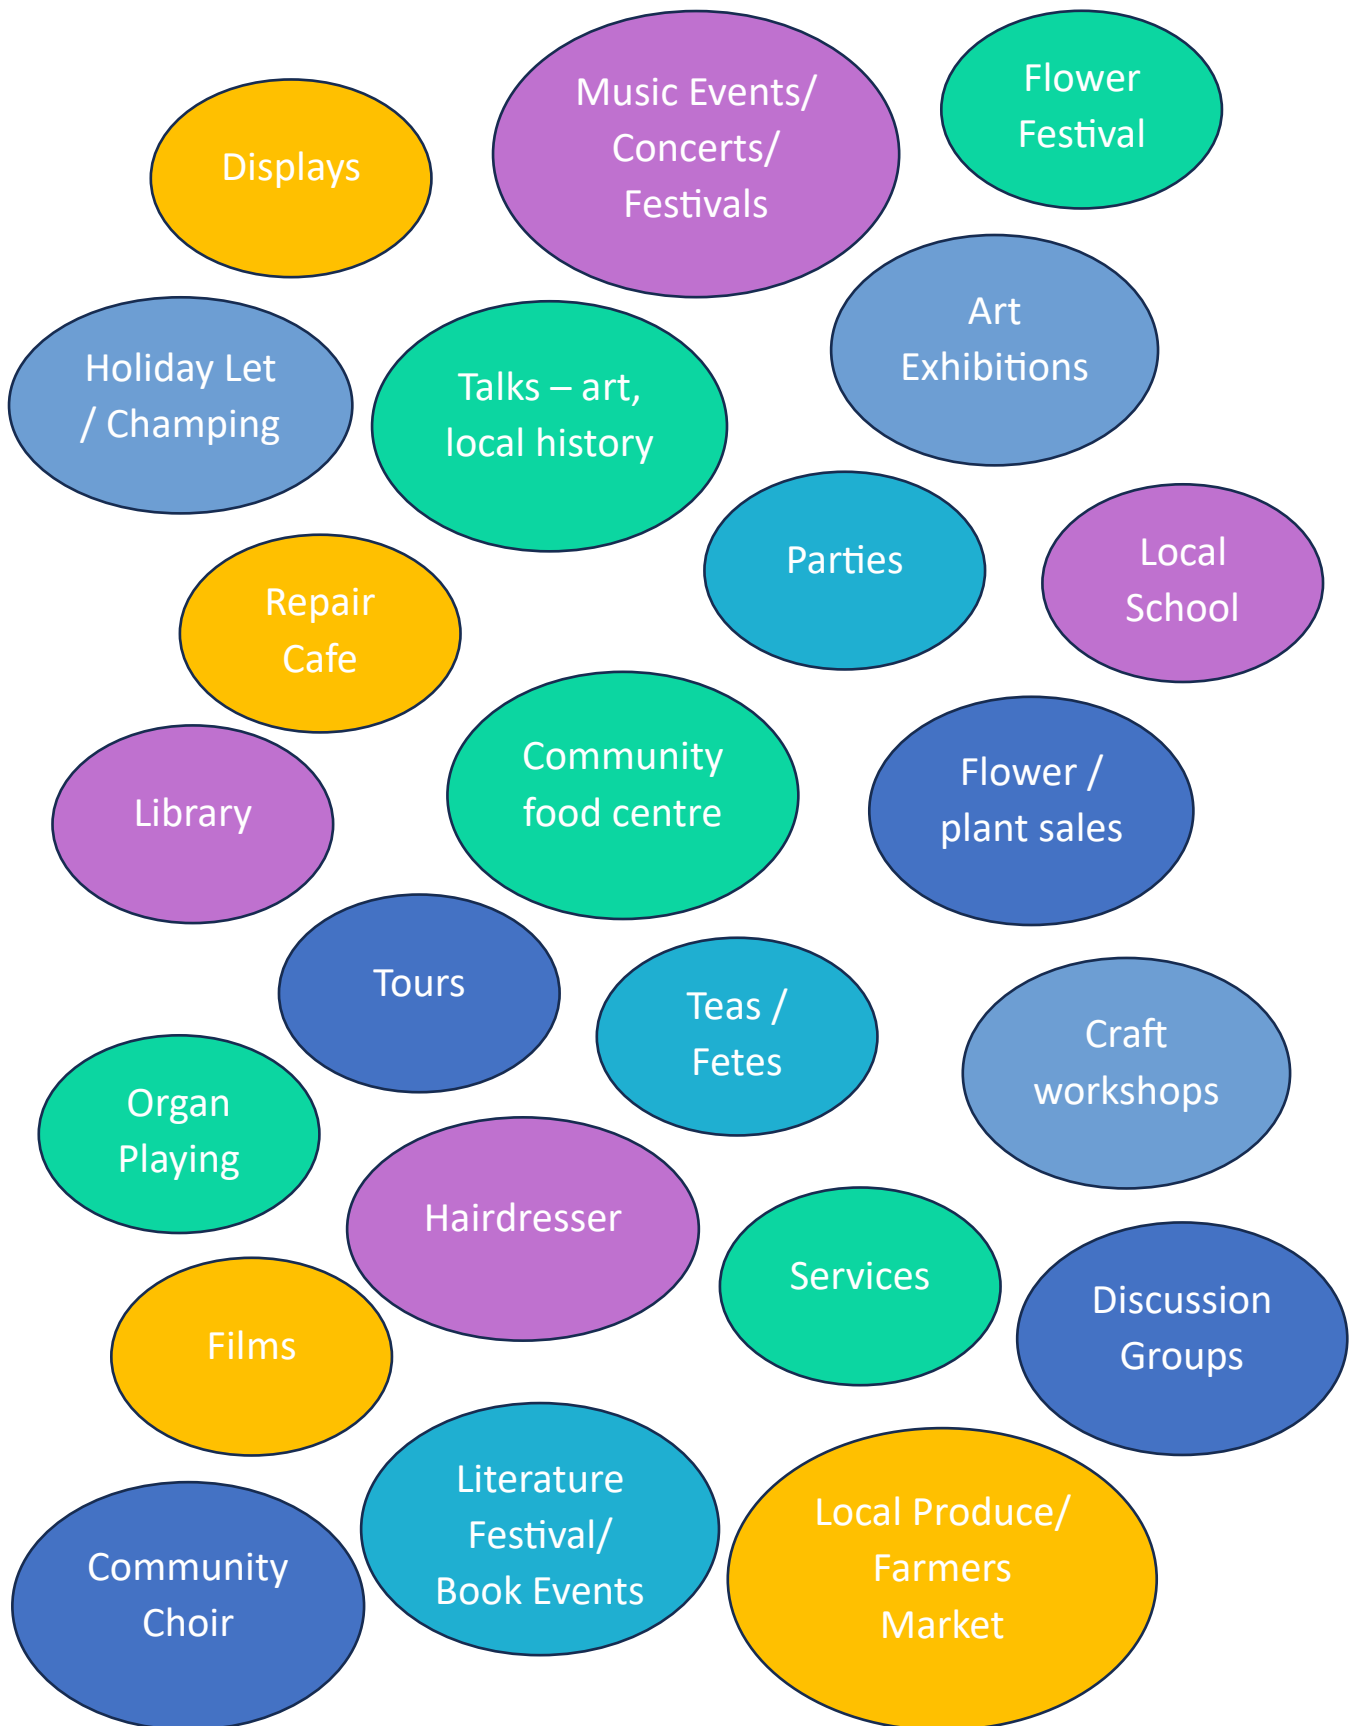 Displays
Music Events/
Concerts/
Festivals
Flower
Festival
Holiday Let
/ Champing
Talks – art,
local history
Art
Exhibitions
Repair
Cafe
Parties
Local
School
Library
Community
food centre
Flower /
plant sales
Tours
Teas /
Fetes
Craft
workshops
Organ
Playing
Hairdresser
Services
Discussion
Groups
Films
Literature
Festival/
Book Events
Local Produce/
Farmers
Market
Community
Choir